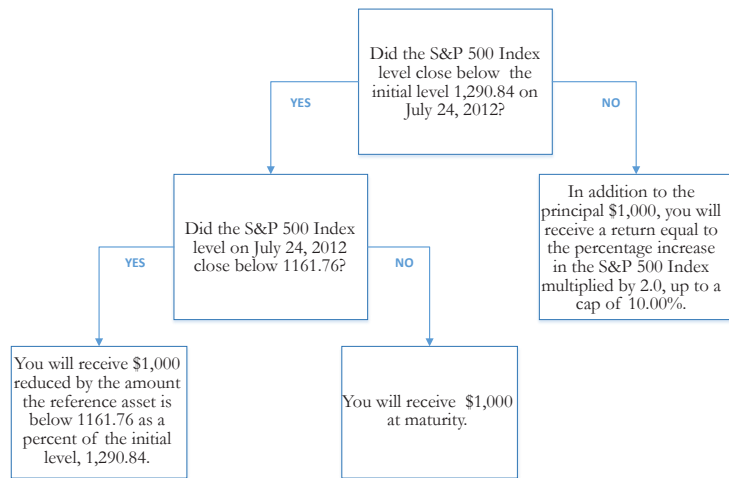 Did the S&P 500 Index
level close below the
initial level 1,290.84 on
July 24, 2012?
YES
NO
Did the S&P 500 Index
level on July 24, 2012
close below 1161.76?
In addition to the
principal $1,000, you will
receive a return equal to
the percentage increase
in the S&P 500 Index
multiplied by 2.0, up to a
cap of 10.00%.
YES
NO
You will receive $1,000
reduced by the amount
the reference asset is
below 1161.76 as a
percent of the initial
level, 1,290.84.
You will receive $1,000
at maturity.